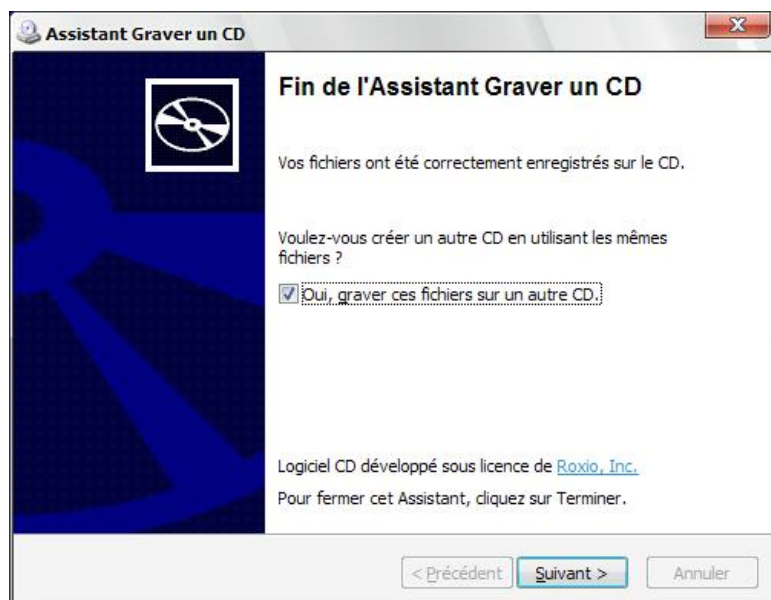 Assistant Graver un CD
Fin de l'Assistant Graver un CD
Vos fichiers ont été correctement enregistrés sur le CD.
Voulez-vous créer un autre CD en utilisant les mêmes
fichiers ?
Oui, graver ces fichiers sur un autre CD.
Logiciel CD développé sous licence de Roxio, Inc.
Pour fermer cet Assistant, cliquez sur Terminer.
< Précédent Suivant > Annuler